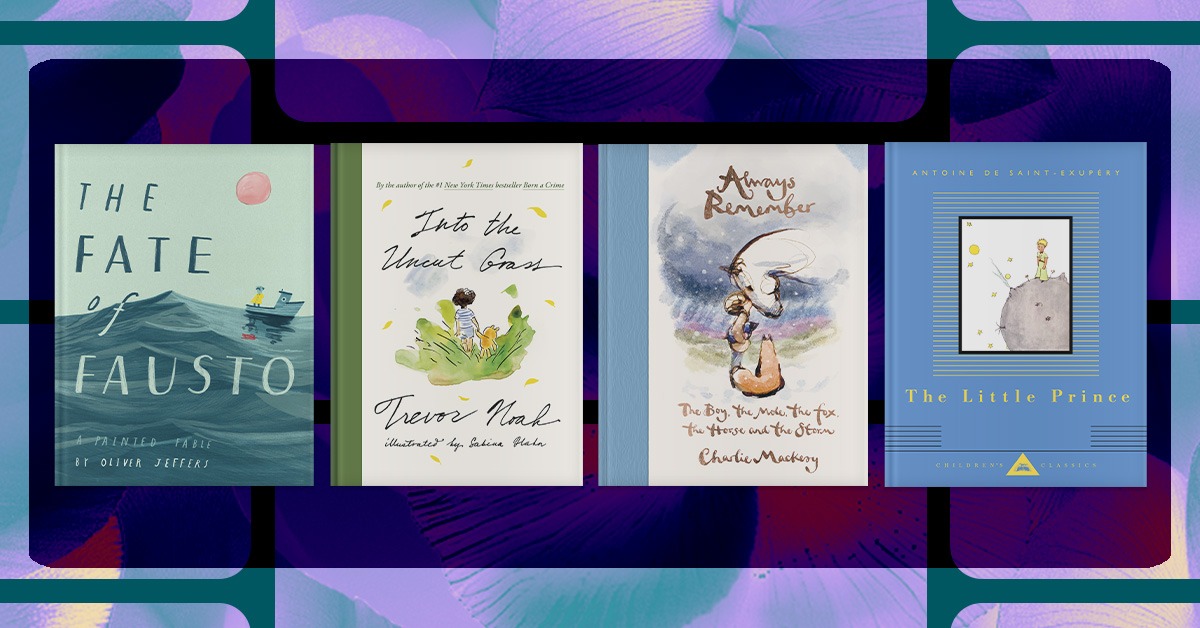 THE
FATE
of
FAUSTO
A PAINTED FABLE
BY OLIVER JEFFERS
By the author of the #1 New York Times bestseller Born a Crime
Into the
Uncut Grass
Trevor Noah
illustrated by Sabina Hahn
Always
Remember
The Boy, the Mole, the Fox,
the Horse and the Storm
Charlie Mackesy
ANTOINE DE SAINT-EXUPÉRY
The Little Prince
CHILDREN'S CLASSICS